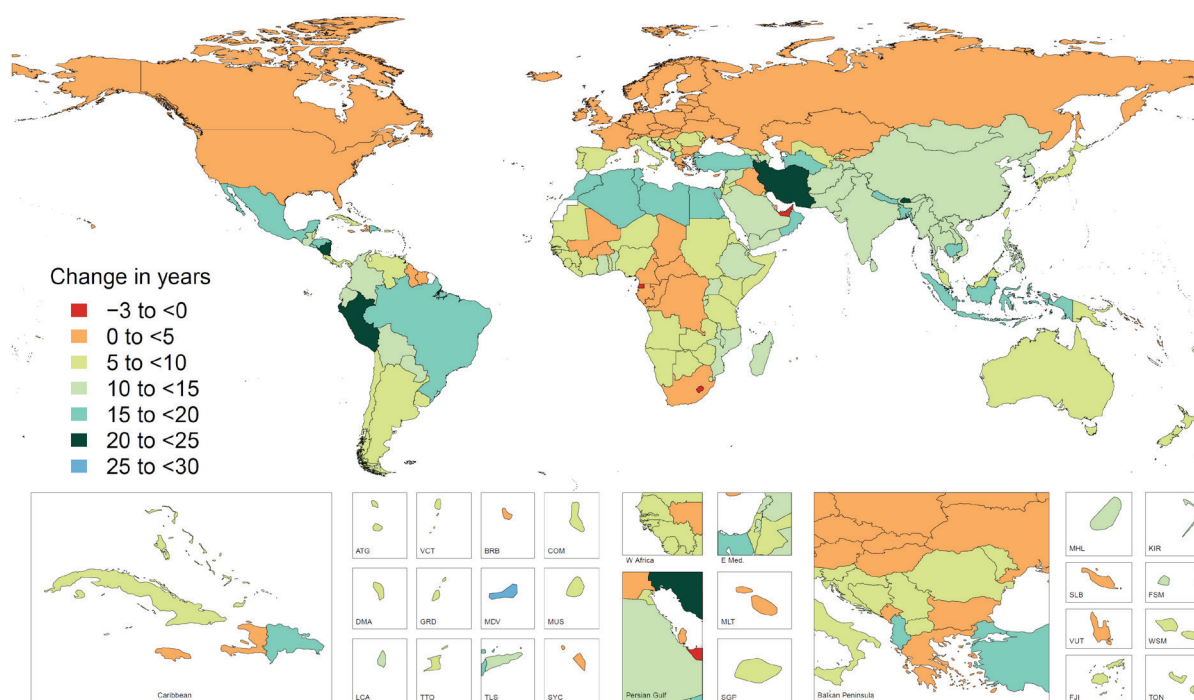 Change in years
−3 to <0
0 to <5
5 to <10
10 to <15
15 to <20
20 to <25
25 to <30
Caribbean
ATG
VCT
BRB
COM
DMA
GRD
MDV
MUS
LCA
TTO
TLS
SYC
W Africa
E Med.
Persian Gulf
MLT
SGP
Balkan Peninsula
MHL
KIR
SLB
FSM
VUT
WSM
FJI
TON